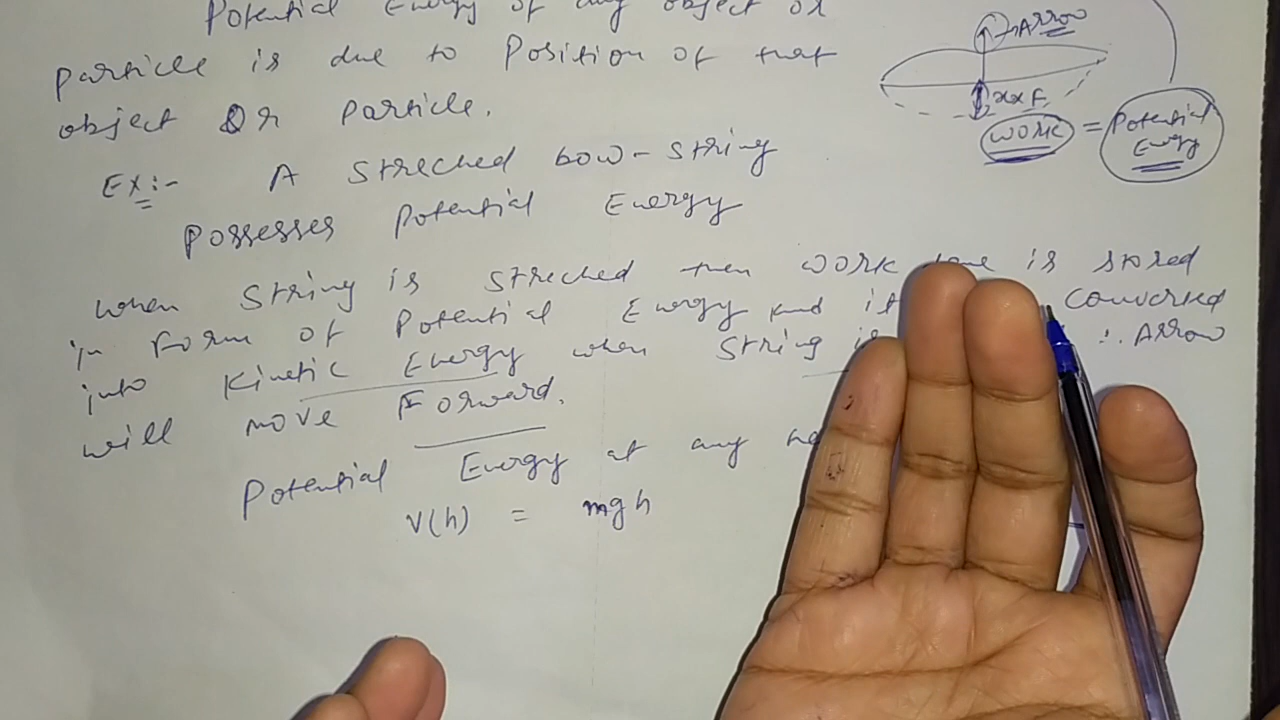 Potential Energy of any object or
particle is due to Position of that
object Or Particle.
Ex:- A streched bow-string
Possesses Potential Energy
when string is streched then work is stored
in form of Potential Energy and it converted
into Kinetic Energy when string is ∴ Arrow
will move Forward.
Potential Energy at any
V(h) = mgh
Arrow
x x F
work = Potential
Energy